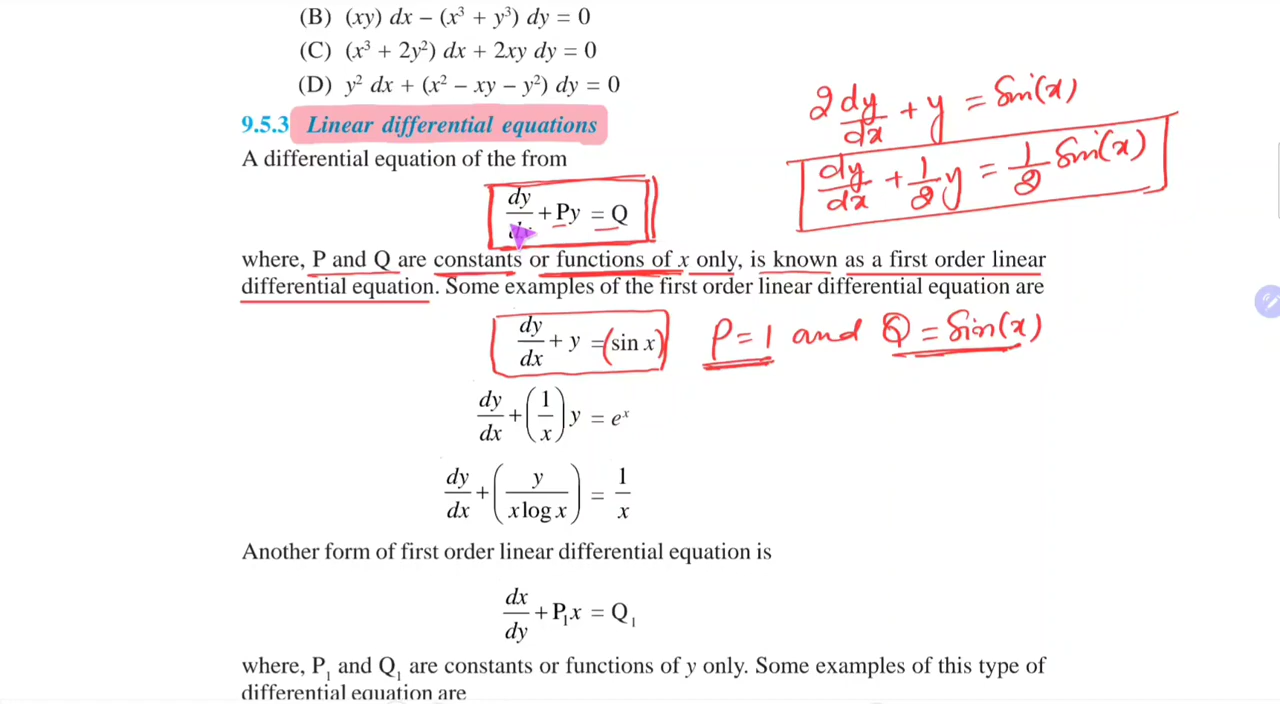 (B) (xy) dx – (x³ + y³) dy = 0
(C) (x³ + 2y²) dx + 2xy dy = 0
(D) y² dx + (x² – xy – y²) dy = 0
2 dy/dx + y = Sin(x)
9.5.3 Linear differential equations
A differential equation of the from
dy/dx + 1/2 y = 1/2 Sin(x)
dy/dx + Py = Q
where, P and Q are constants or functions of x only, is known as a first order linear
differential equation. Some examples of the first order linear differential equation are
dy/dx + y = (sin x) P = 1 and Q = Sin(x)
dy/dx + (1/x) y = eˣ
dy/dx + (y/x log x) = 1/x
Another form of first order linear differential equation is
dx/dy + P₁x = Q₁
where, P₁ and Q₁ are constants or functions of y only. Some examples of this type of
differential equation are